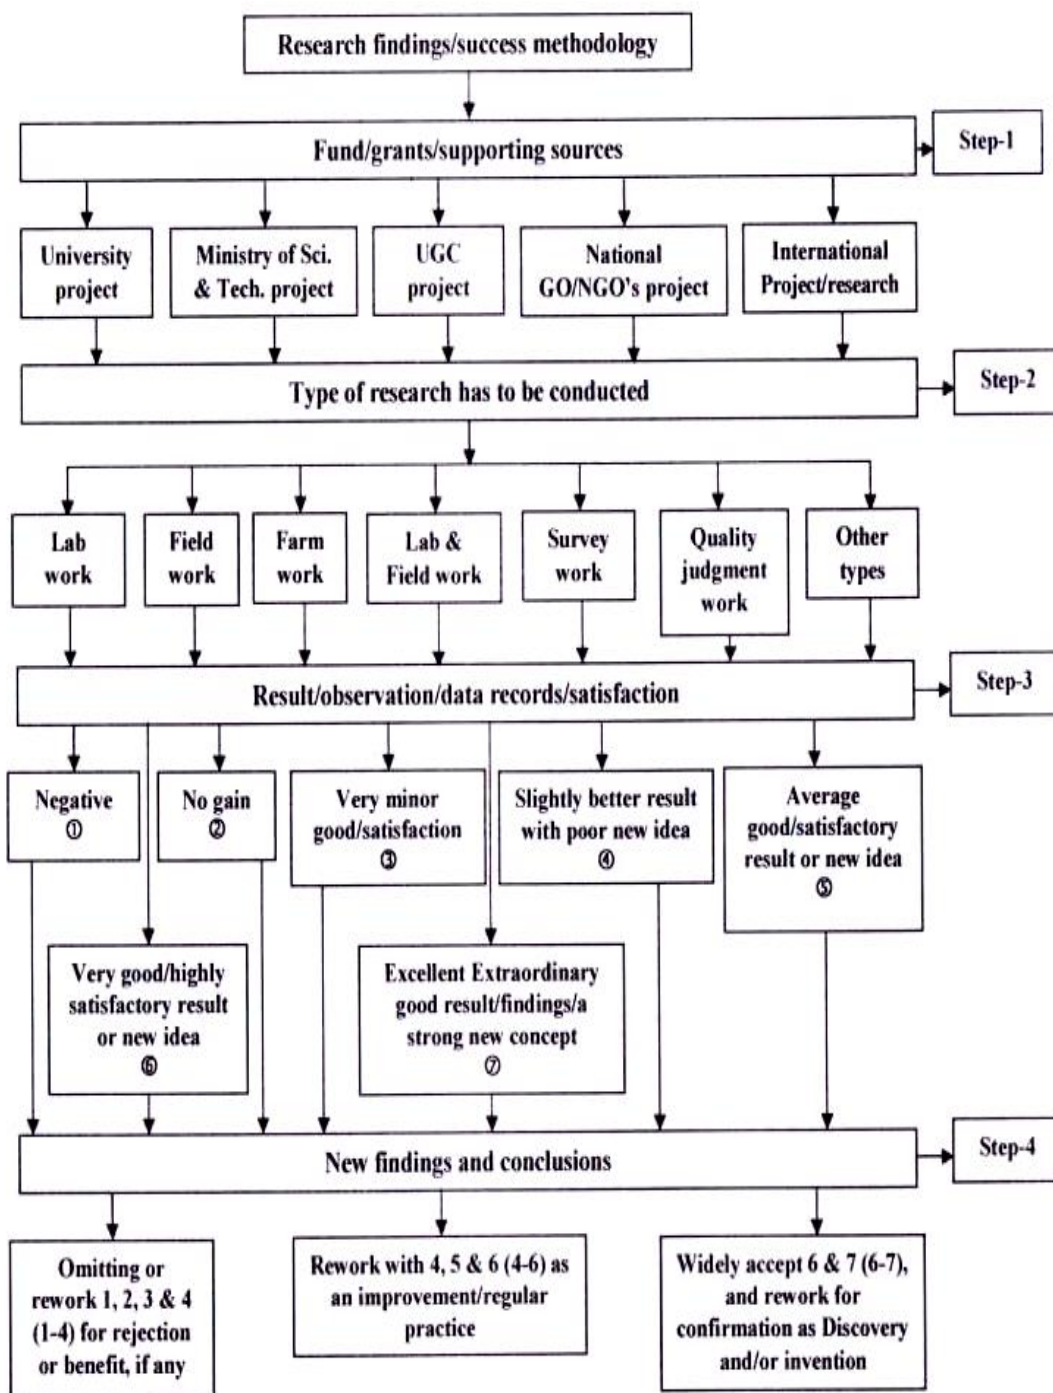 Research findings/success methodology
Fund/grants/supporting sources
Step-1
University
project
Ministry of Sci.
& Tech. project
UGC
project
National
GO/NGO's project
International
Project/research
Type of research has to be conducted
Step-2
Lab
work
Field
work
Farm
work
Lab &
Field work
Survey
work
Quality
judgment
work
Other
types
Result/observation/data records/satisfaction
Step-3
Negative
①
No gain
②
Very minor
good/satisfaction
③
Slightly better result
with poor new idea
④
Average
good/satisfactory
result or new idea
⑤
Very good/highly
satisfactory result
or new idea
⑥
Excellent Extraordinary
good result/findings/a
strong new concept
⑦
New findings and conclusions
Step-4
Omitting or
rework 1, 2, 3 & 4
(1-4) for rejection
or benefit, if any
Rework with 4, 5 & 6 (4-6) as
an improvement/regular
practice
Widely accept 6 & 7 (6-7),
and rework for
confirmation as Discovery
and/or invention